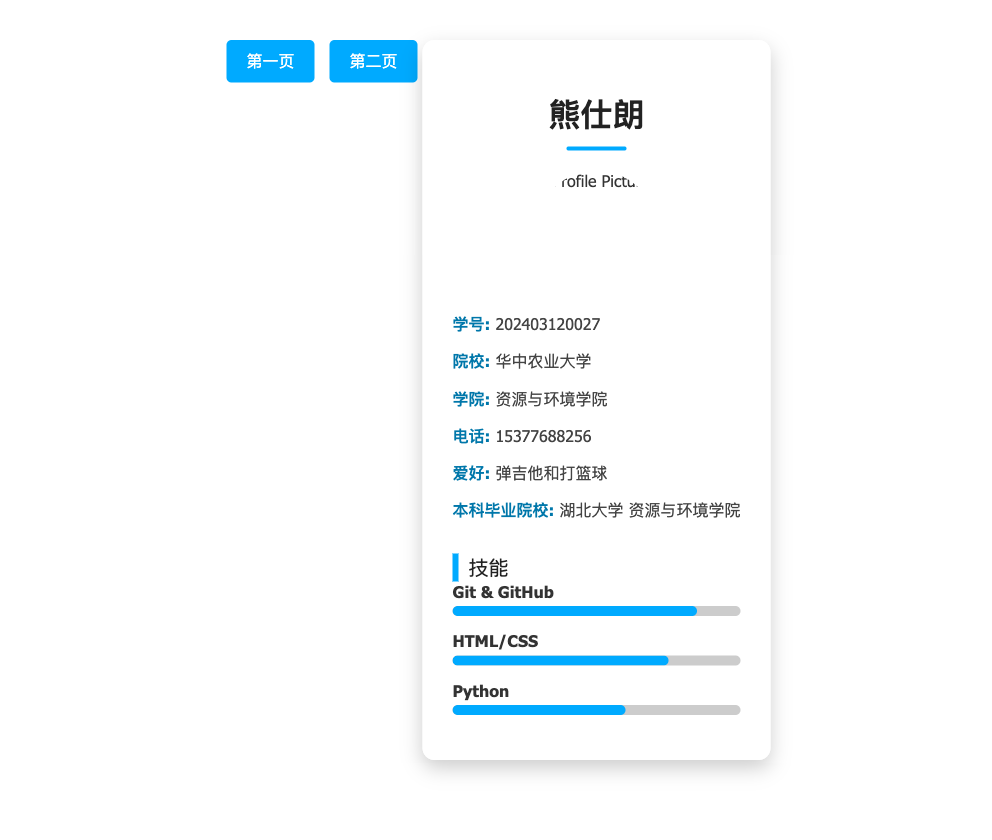 第一页 第二页
熊仕朗
rofile Pictu
学号: 202403120027
院校: 华中农业大学
学院: 资源与环境学院
电话: 15377688256
爱好: 弹吉他和打篮球
本科毕业院校: 湖北大学 资源与环境学院
技能
Git & GitHub
HTML/CSS
Python